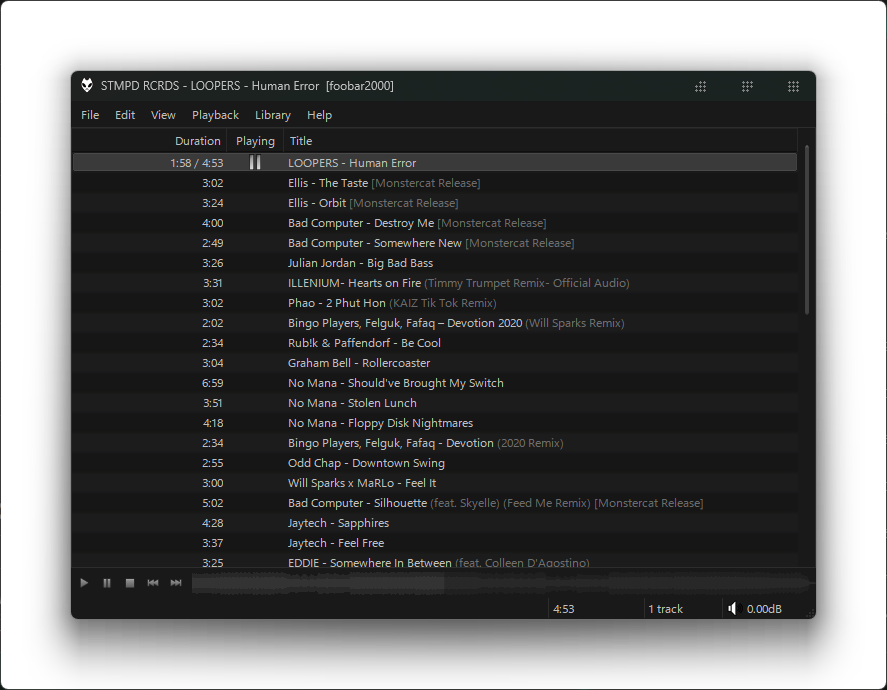 STMPD RCRDS - LOOPERS - Human Error  [foobar2000]
File Edit View Playback Library Help
Duration Playing Title
1:58 / 4:53 LOOPERS - Human Error
3:02 Ellis - The Taste [Monstercat Release]
3:24 Ellis - Orbit [Monstercat Release]
4:00 Bad Computer - Destroy Me [Monstercat Release]
2:49 Bad Computer - Somewhere New [Monstercat Release]
3:26 Julian Jordan - Big Bad Bass
3:31 ILLENIUM- Hearts on Fire (Timmy Trumpet Remix- Official Audio)
3:02 Phao - 2 Phut Hon (KAIZ Tik Tok Remix)
2:02 Bingo Players, Felguk, Fafaq – Devotion 2020 (Will Sparks Remix)
2:34 Rub!k & Paffendorf - Be Cool
3:04 Graham Bell - Rollercoaster
6:59 No Mana - Should've Brought My Switch
3:51 No Mana - Stolen Lunch
4:18 No Mana - Floppy Disk Nightmares
2:34 Bingo Players, Felguk, Fafaq - Devotion (2020 Remix)
2:55 Odd Chap - Downtown Swing
3:00 Will Sparks x MaRLo - Feel It
5:02 Bad Computer - Silhouette (feat. Skyelle) (Feed Me Remix) [Monstercat Release]
4:28 Jaytech - Sapphires
3:37 Jaytech - Feel Free
3:25 EDDIE - Somewhere In Between (feat. Colleen D'Agostino)
4:53 1 track 0.00dB